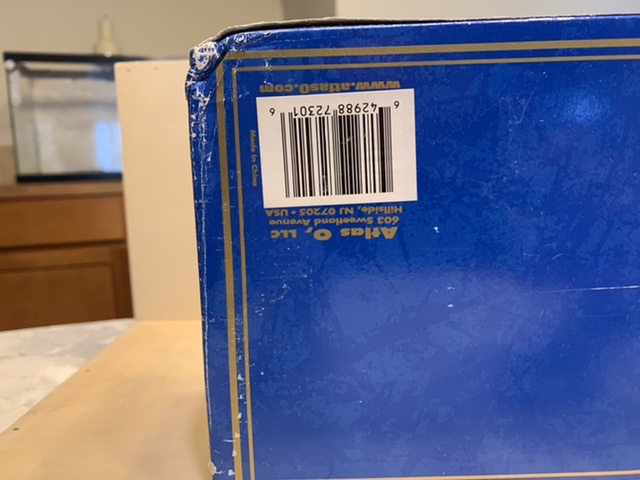 Atlas O, LLC
603 Sweetland Avenue
Hillside, NJ 07205 • USA
6 42988 72301 6
www.atlasO.com
Made in China